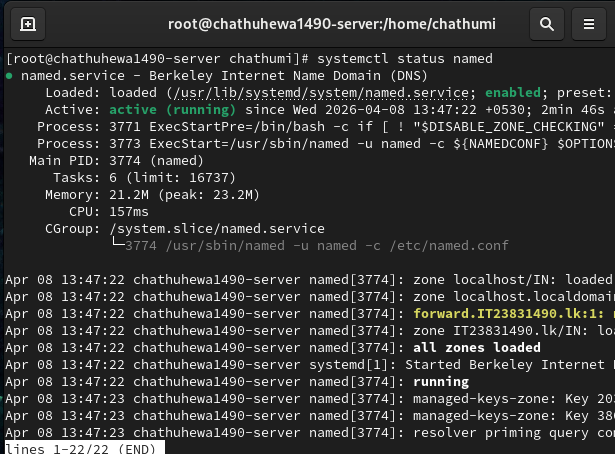 root@chathuhewa1490-server:/home/chathumi
[root@chathuhewa1490-server chathumi]# systemctl status named
● named.service - Berkeley Internet Name Domain (DNS)
Loaded: loaded (/usr/lib/systemd/system/named.service; enabled; preset:
Active: active (running) since Wed 2026-04-08 13:47:22 +0530; 2min 46s
Process: 3771 ExecStartPre=/bin/bash -c if [ ! "$DISABLE_ZONE_CHECKING" =
Process: 3773 ExecStart=/usr/sbin/named -u named -c ${NAMEDCONF} $OPTION
Main PID: 3774 (named)
Tasks: 6 (limit: 16737)
Memory: 21.2M (peak: 23.2M)
CPU: 157ms
CGroup: /system.slice/named.service
└─3774 /usr/sbin/named -u named -c /etc/named.conf
Apr 08 13:47:22 chathuhewa1490-server named[3774]: zone localhost/IN: loaded
Apr 08 13:47:22 chathuhewa1490-server named[3774]: zone localhost.localdomain
Apr 08 13:47:22 chathuhewa1490-server named[3774]: forward.IT23831490.lk:1:
Apr 08 13:47:22 chathuhewa1490-server named[3774]: zone IT23831490.lk/IN: loa
Apr 08 13:47:22 chathuhewa1490-server named[3774]: all zones loaded
Apr 08 13:47:22 chathuhewa1490-server systemd[1]: Started Berkeley Internet
Apr 08 13:47:22 chathuhewa1490-server named[3774]: running
Apr 08 13:47:23 chathuhewa1490-server named[3774]: managed-keys-zone: Key 203
Apr 08 13:47:23 chathuhewa1490-server named[3774]: managed-keys-zone: Key 386
Apr 08 13:47:23 chathuhewa1490-server named[3774]: resolver priming query com
lines 1-22/22 (END)